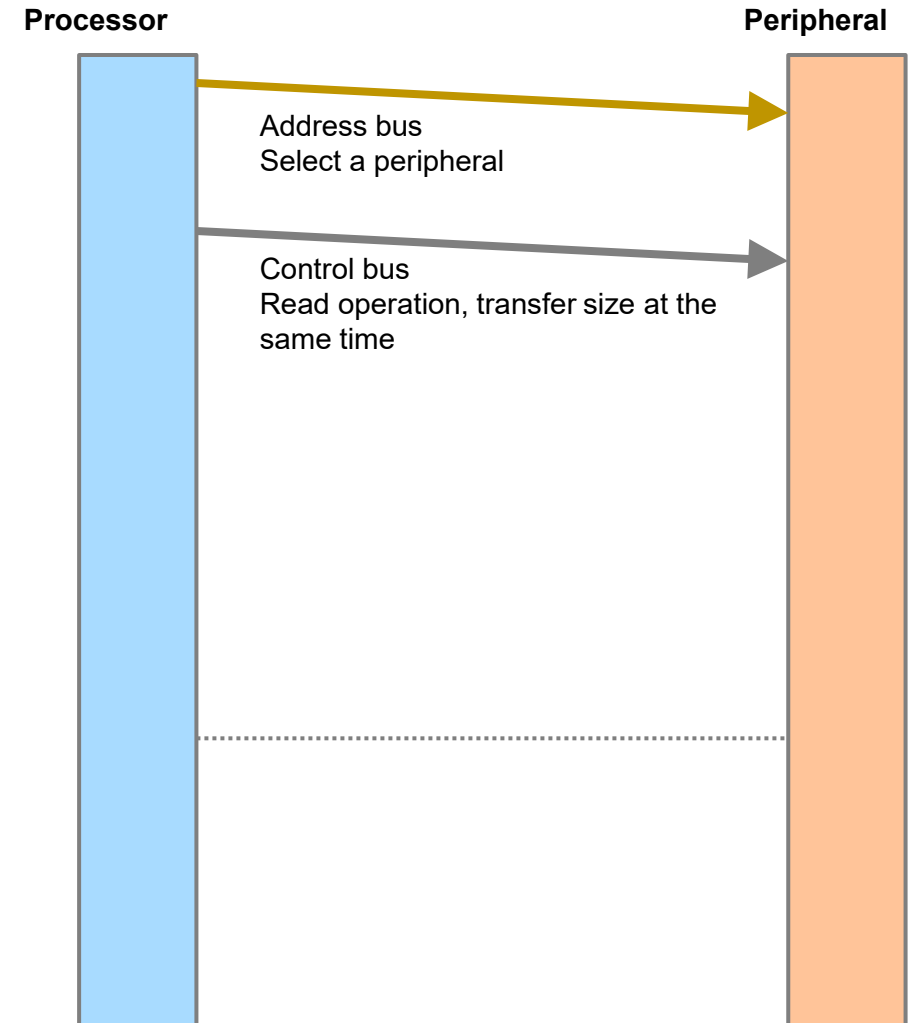 Processor
Peripheral
Address bus
Select a peripheral
Control bus
Read operation, transfer size at the
same time